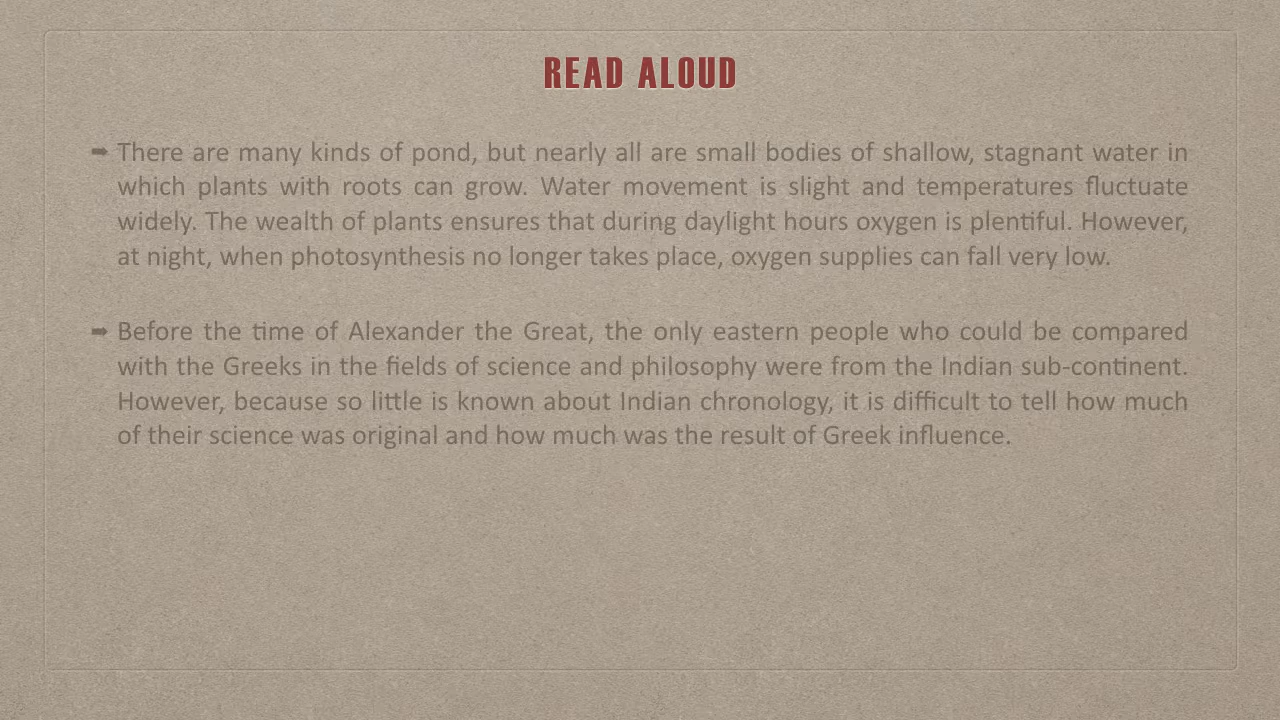 READ ALOUD
➡ There are many kinds of pond, but nearly all are small bodies of shallow, stagnant water in
which plants with roots can grow. Water movement is slight and temperatures fluctuate
widely. The wealth of plants ensures that during daylight hours oxygen is plentiful. However,
at night, when photosynthesis no longer takes place, oxygen supplies can fall very low.
➡ Before the time of Alexander the Great, the only eastern people who could be compared
with the Greeks in the fields of science and philosophy were from the Indian sub-continent.
However, because so little is known about Indian chronology, it is difficult to tell how much
of their science was original and how much was the result of Greek influence.